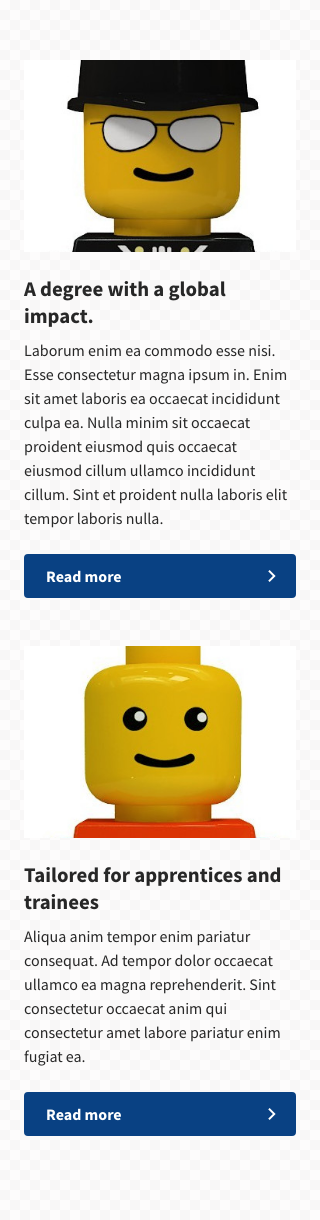 A degree with a global
impact.
Laborum enim ea commodo esse nisi.
Esse consectetur magna ipsum in. Enim
sit amet laboris ea occaecat incididunt
culpa ea. Nulla minim sit occaecat
proident eiusmod quis occaecat
eiusmod cillum ullamco incididunt
cillum. Sint et proident nulla laboris elit
tempor laboris nulla.
Read more
Tailored for apprentices and
trainees
Aliqua anim tempor enim pariatur
consequat. Ad tempor dolor occaecat
ullamco ea magna reprehenderit. Sint
consectetur occaecat anim qui
consectetur amet labore pariatur enim
fugiat ea.
Read more